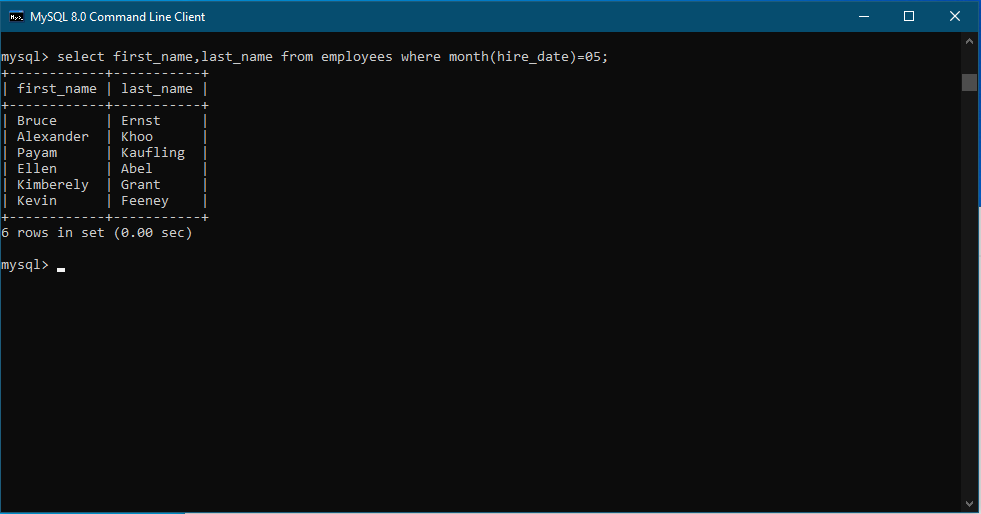 MySQL 8.0 Command Line Client
mysql> select first_name,last_name from employees where month(hire_date)=05;
+------------+-----------+
| first_name | last_name |
+------------+-----------+
| Bruce      | Ernst     |
| Alexander  | Khoo      |
| Payam      | Kaufling  |
| Ellen      | Abel      |
| Kimberely  | Grant     |
| Kevin      | Feeney    |
+------------+-----------+
6 rows in set (0.00 sec)
mysql>